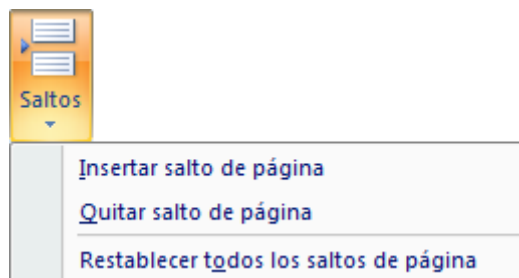 Saltos
Insertar salto de página
Quitar salto de página
Restablecer todos los saltos de página